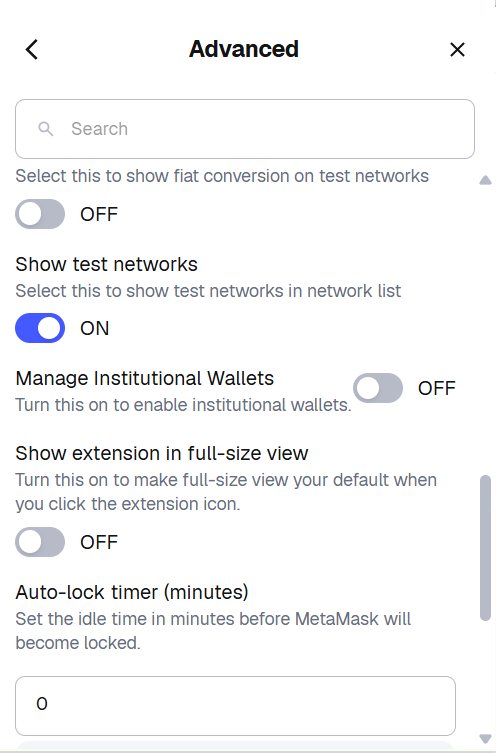 Advanced
Search
Select this to show fiat conversion on test networks
OFF
Show test networks
Select this to show test networks in network list
ON
Manage Institutional Wallets
Turn this on to enable institutional wallets.
OFF
Show extension in full-size view
Turn this on to make full-size view your default when
you click the extension icon.
OFF
Auto-lock timer (minutes)
Set the idle time in minutes before MetaMask will
become locked.
0